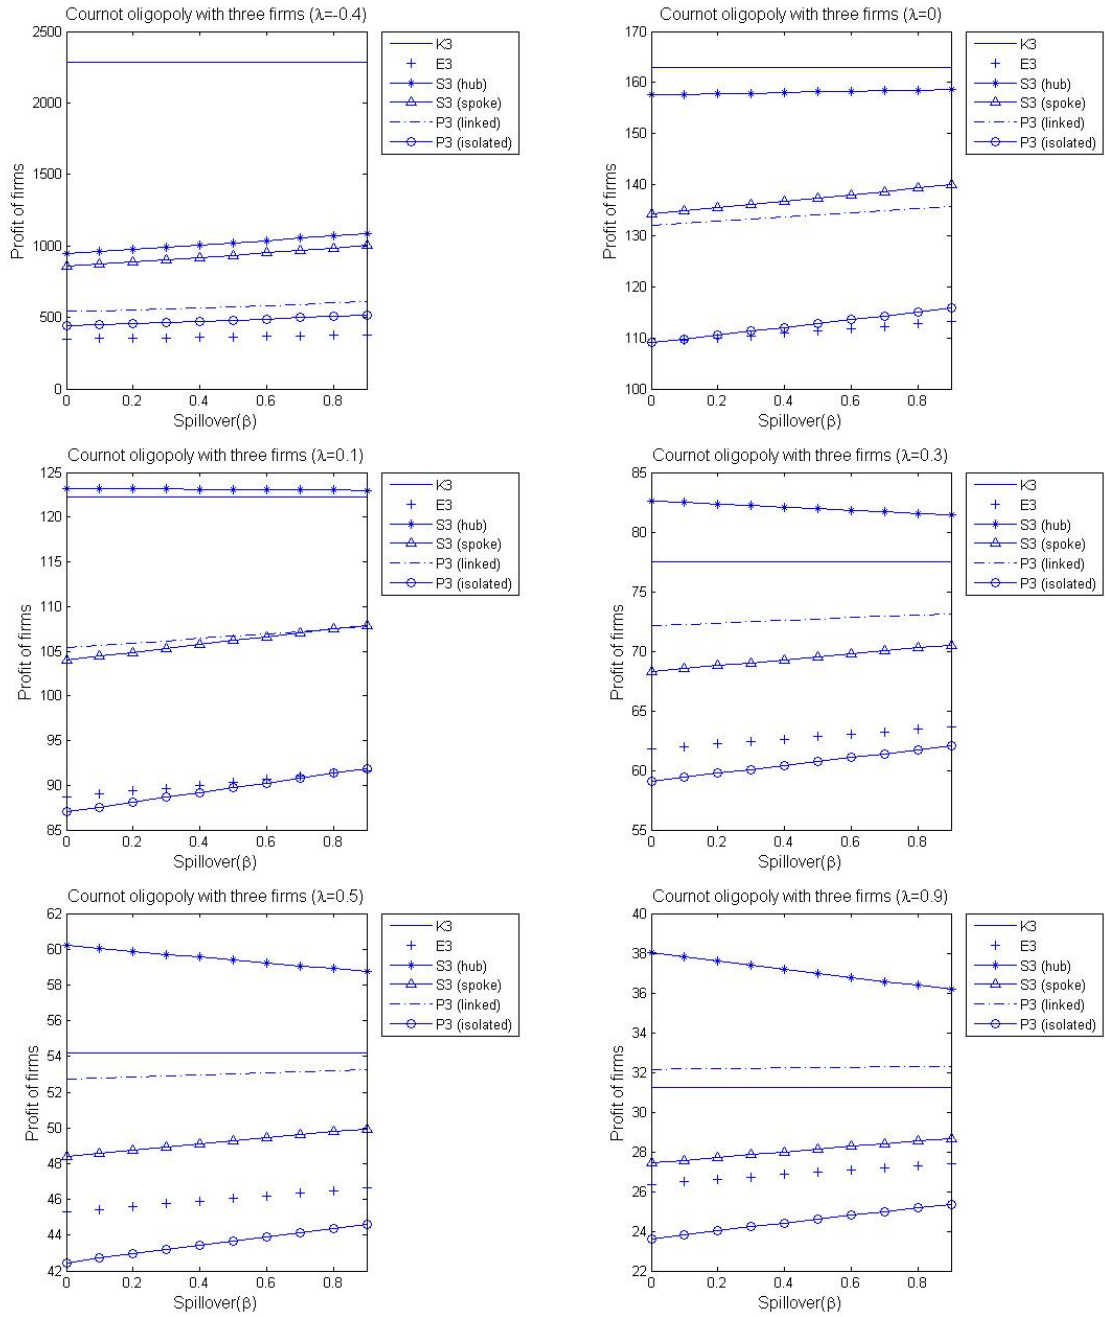 Cournot oligopoly with three firms (λ=-0.4)
2500
2000
1500
1000
500
0
0 0.2 0.4 0.6 0.8
Profit of firms
Spillover(β)
K3
E3
S3 (hub)
S3 (spoke)
P3 (linked)
P3 (isolated)
Cournot oligopoly with three firms (λ=0)
170
160
150
140
130
120
110
100
0 0.2 0.4 0.6 0.8
Profit of firms
Spillover(β)
K3
E3
S3 (hub)
S3 (spoke)
P3 (linked)
P3 (isolated)
Cournot oligopoly with three firms (λ=0.1)
125
120
115
110
105
100
95
90
85
0 0.2 0.4 0.6 0.8
Profit of firms
Spillover(β)
K3
E3
S3 (hub)
S3 (spoke)
P3 (linked)
P3 (isolated)
Cournot oligopoly with three firms (λ=0.3)
85
80
75
70
65
60
55
0 0.2 0.4 0.6 0.8
Profit of firms
Spillover(β)
K3
E3
S3 (hub)
S3 (spoke)
P3 (linked)
P3 (isolated)
Cournot oligopoly with three firms (λ=0.5)
62
60
58
56
54
52
50
48
46
44
42
0 0.2 0.4 0.6 0.8
Profit of firms
Spillover(β)
K3
E3
S3 (hub)
S3 (spoke)
P3 (linked)
P3 (isolated)
Cournot oligopoly with three firms (λ=0.9)
40
38
36
34
32
30
28
26
24
22
0 0.2 0.4 0.6 0.8
Profit of firms
Spillover(β)
K3
E3
S3 (hub)
S3 (spoke)
P3 (linked)
P3 (isolated)